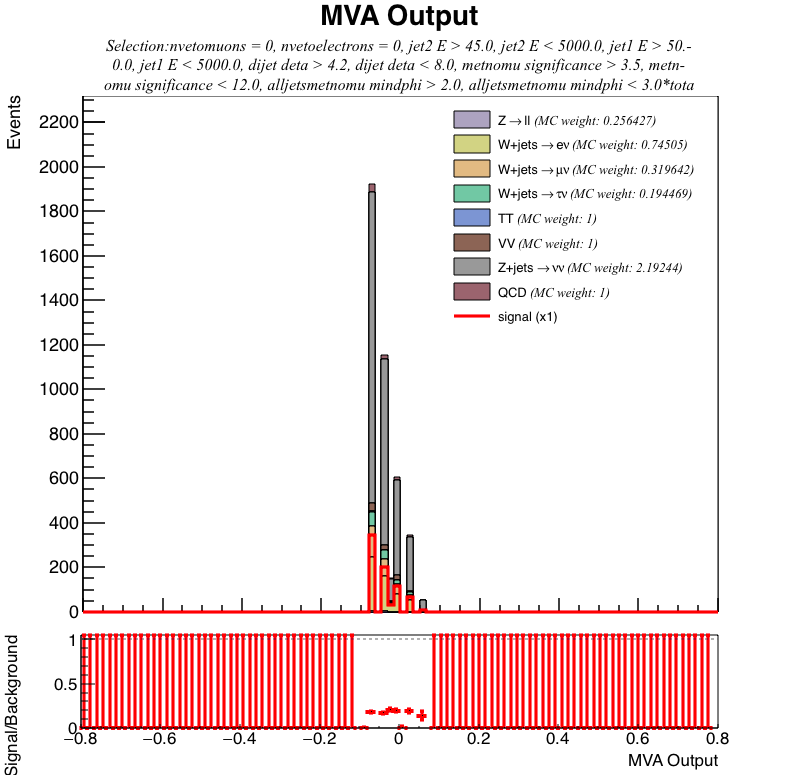 MVA Output
Selection:nvetomuons = 0, nvetoelectrons = 0, jet2 E > 45.0, jet2 E < 5000.0, jet1 E > 50.-
0.0, jet1 E < 5000.0, dijet deta > 4.2, dijet deta < 8.0, metnomu significance > 3.5, metn-
omu significance < 12.0, alljetsmetnomu mindphi > 2.0, alljetsmetnomu mindphi < 3.0*tota
Events
2200
2000
1800
1600
1400
1200
1000
800
600
400
200
0
Z→ll (MC weight: 0.256427)
W+jets→eν (MC weight: 0.74505)
W+jets→μν (MC weight: 0.319642)
W+jets→τν (MC weight: 0.194469)
TT (MC weight: 1)
VV (MC weight: 1)
Z+jets→νν (MC weight: 2.19244)
QCD (MC weight: 1)
signal (x1)
Signal/Background
1
0.5
0
−0.8 −0.6 −0.4 −0.2 0 0.2 0.4 0.6 0.8
MVA Output